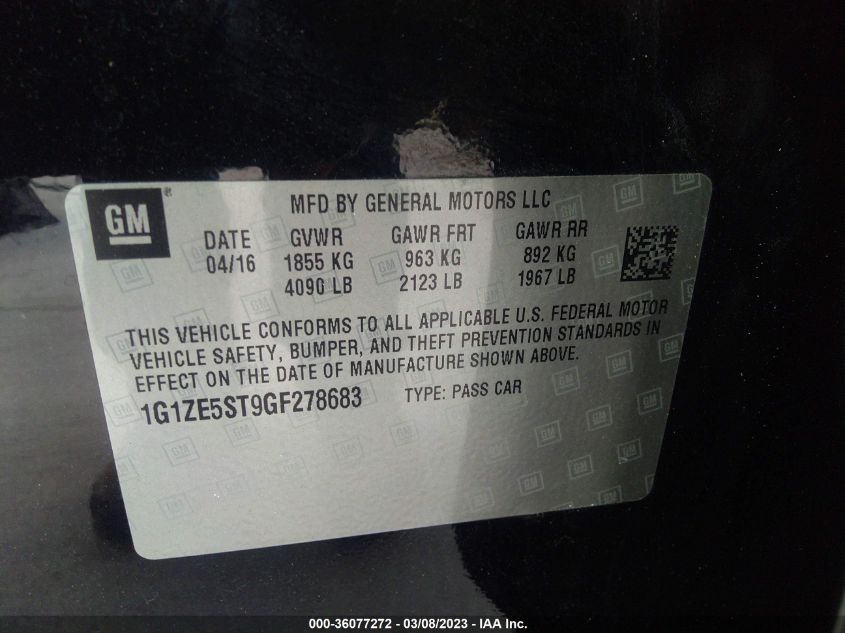 GM ®
MFD BY GENERAL MOTORS LLC
DATE GVWR GAWR FRT GAWR RR
04/16 1855 KG 963 KG 892 KG
4090 LB 2123 LB 1967 LB
THIS VEHICLE CONFORMS TO ALL APPLICABLE U.S. FEDERAL MOTOR
VEHICLE SAFETY, BUMPER, AND THEFT PREVENTION STANDARDS IN
EFFECT ON THE DATE OF MANUFACTURE SHOWN ABOVE.
1G1ZE5ST9GF278683 TYPE: PASS CAR
000-36077272 — 03/08/2023 — IAA Inc.